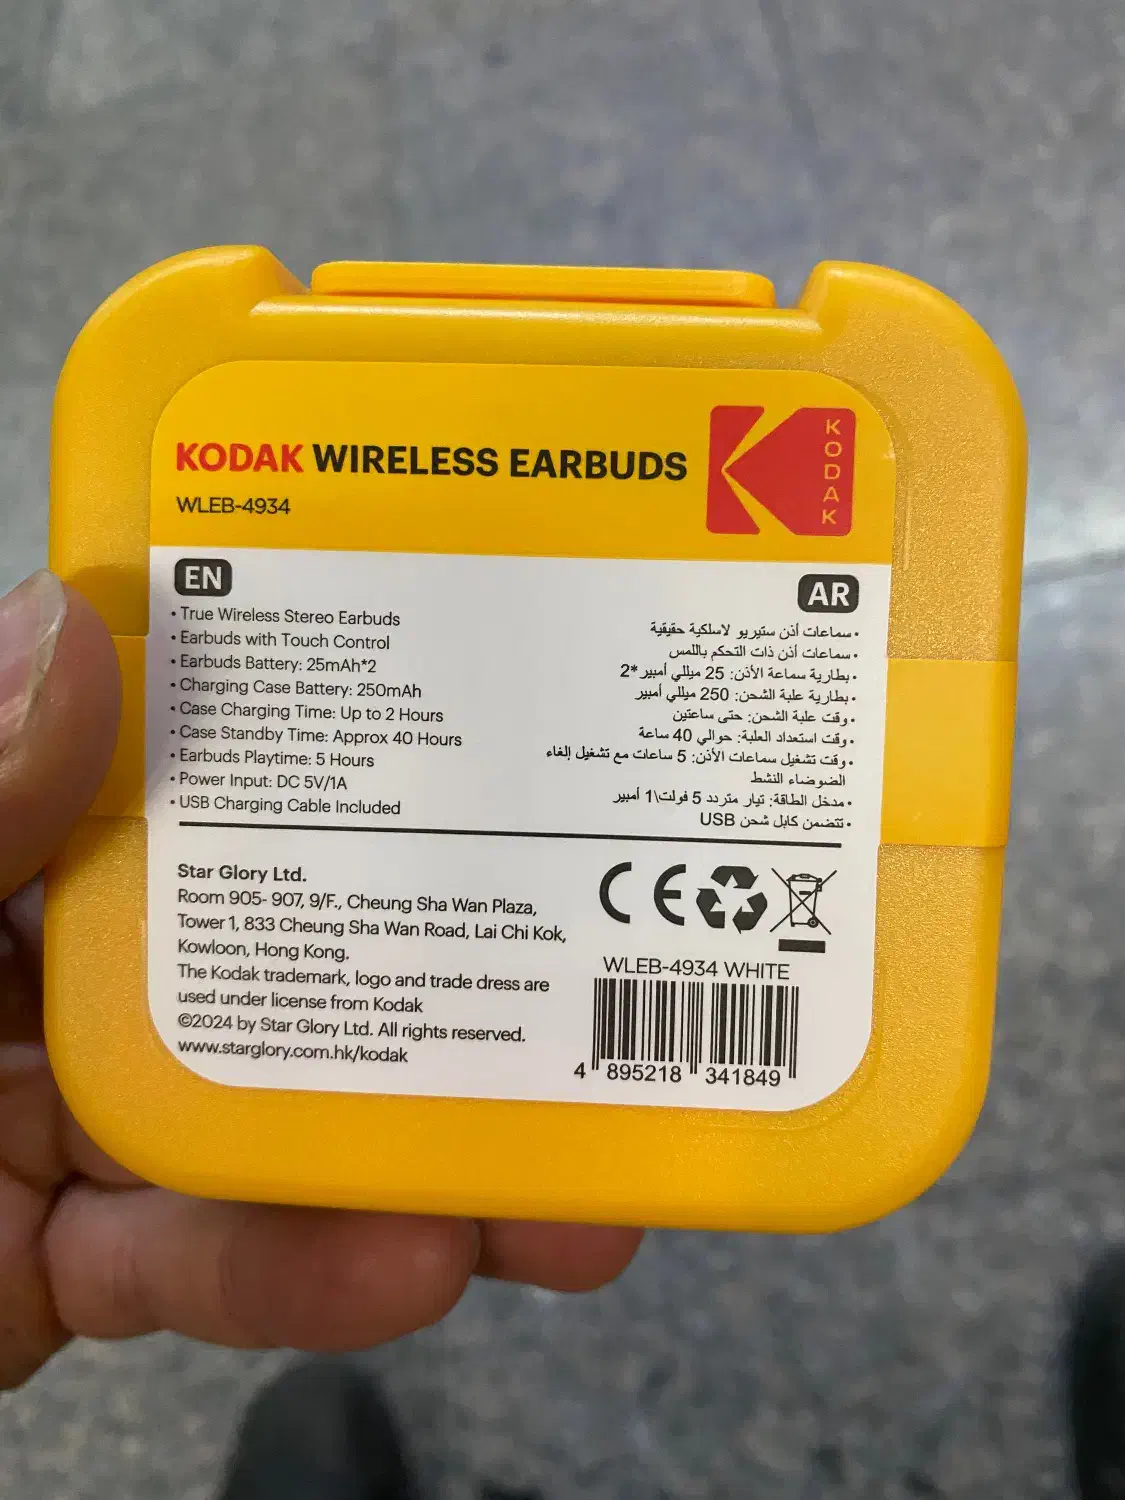 KODAK WIRELESS EARBUDS
WLEB-4934
KODAK
EN
• True Wireless Stereo Earbuds
• Earbuds with Touch Control
• Earbuds Battery: 25mAh*2
• Charging Case Battery: 250mAh
• Case Charging Time: Up to 2 Hours
• Case Standby Time: Approx 40 Hours
• Earbuds Playtime: 5 Hours
• Power Input: DC 5V/1A
• USB Charging Cable Included
AR
• سماعات أذن ستيريو لاسلكية حقيقية
• سماعات أذن ذات التحكم باللمس
• بطارية سماعة الأذن: 25 ميللي أمبير *2
• بطارية علبة الشحن: 250 ميللي أمبير
• وقت علبة الشحن: حتى ساعتين
• وقت استعداد العلبة: حوالي 40 ساعة
• وقت تشغيل سماعات الأذن: 5 ساعات مع تشغيل إلغاء
الضوضاء النشط
• مدخل الطاقة: تيار متردد 5 فولت\1 أمبير
• تتضمن كابل شحن USB
Star Glory Ltd.
Room 905- 907, 9/F., Cheung Sha Wan Plaza,
Tower 1, 833 Cheung Sha Wan Road, Lai Chi Kok,
Kowloon, Hong Kong.
The Kodak trademark, logo and trade dress are
used under license from Kodak
©2024 by Star Glory Ltd. All rights reserved.
www.starglory.com.hk/kodak
CE
WLEB-4934 WHITE
4 895218 341849